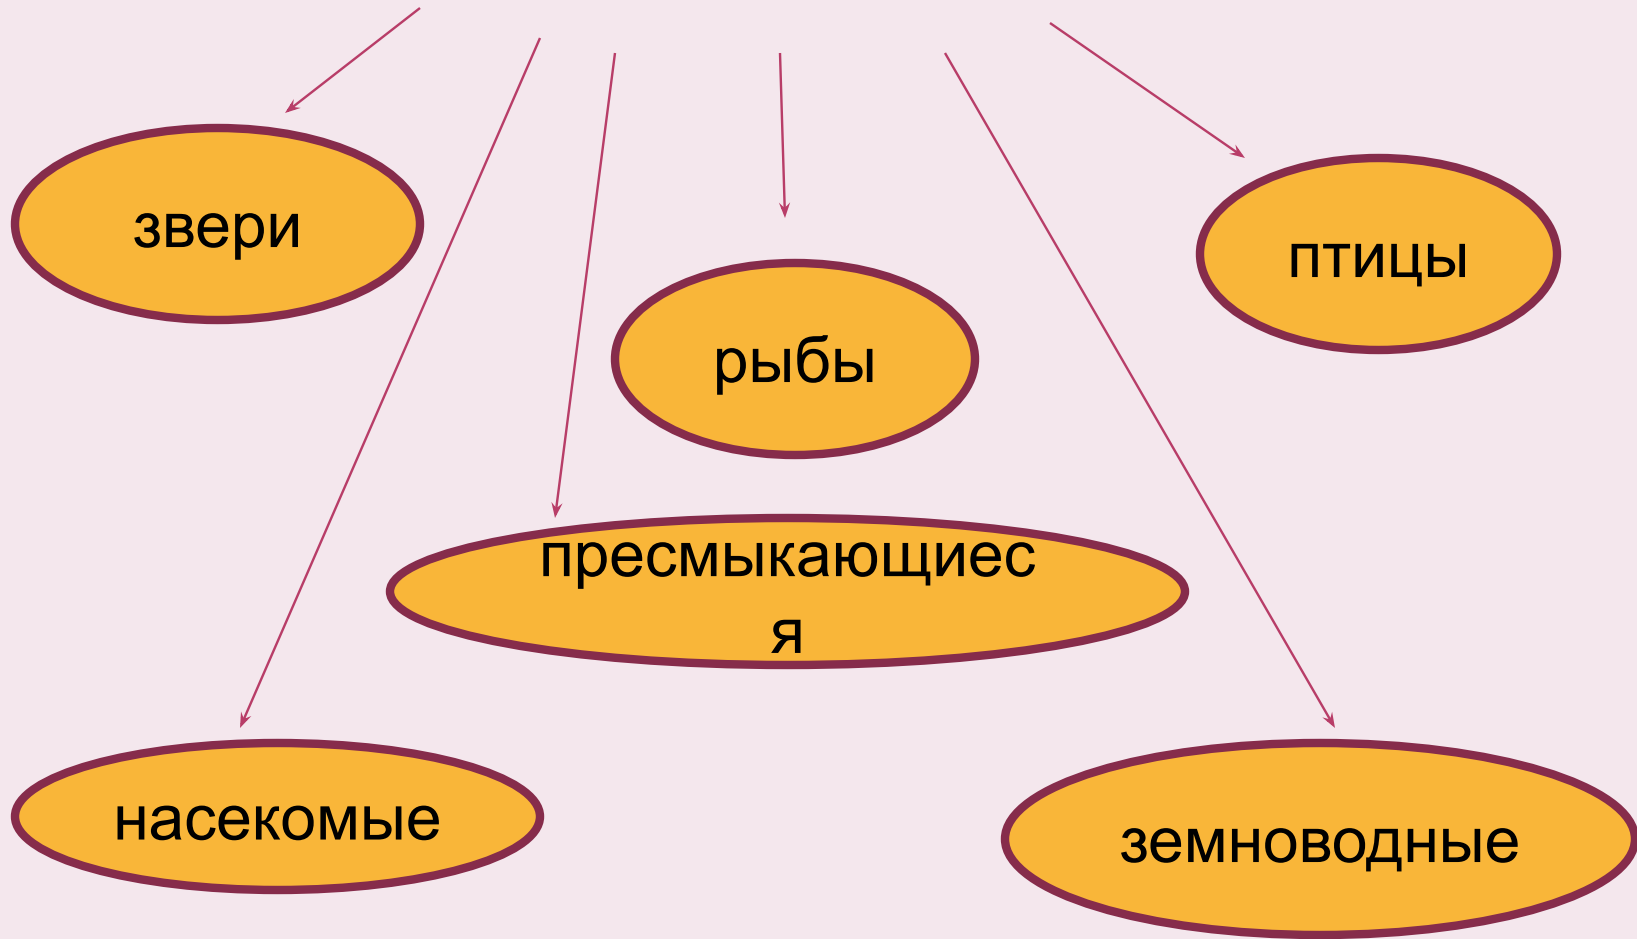 звери
птицы
рыбы
пресмыкающиес
я
насекомые
земноводные